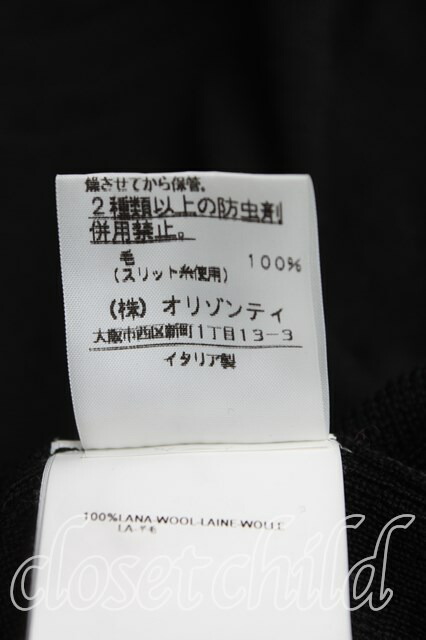 燥させてから保管。
2種類以上の防虫剤
併用禁止。
毛 100%
(スリット糸使用)
(株) オリゾンティ
大阪市西区新町1丁目13-3
イタリア製
100%LANA-WOOL-LAINE-WOLLE
closetchild